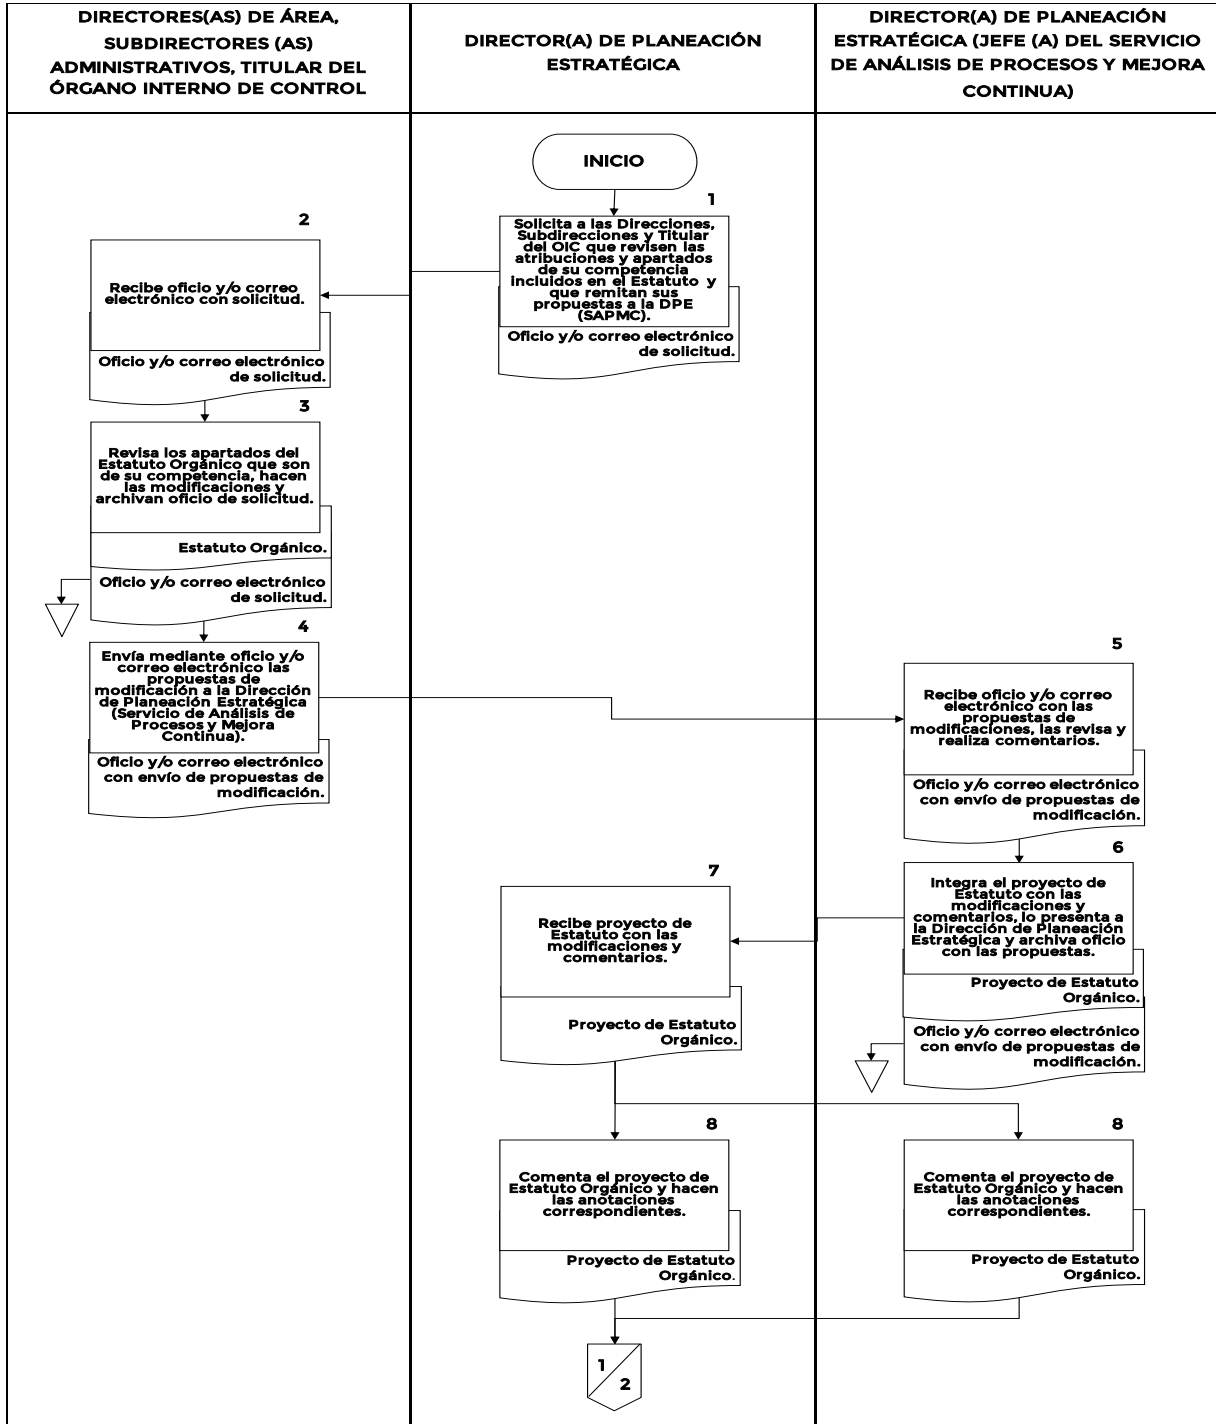 DIRECTORES(AS) DE ÁREA,
SUBDIRECTORES (AS)
ADMINISTRATIVOS, TITULAR DEL
ÓRGANO INTERNO DE CONTROL
DIRECTOR(A) DE PLANEACIÓN
ESTRATÉGICA
DIRECTOR(A) DE PLANEACIÓN
ESTRATÉGICA (JEFE (A) DEL SERVICIO
DE ANÁLISIS DE PROCESOS Y MEJORA
CONTINUA)
INICIO
1
Solicita a las Direcciones,
Subdirecciones y Titular
del OIC que revisen las
atribuciones y apartados
de su competencia
incluidos en el Estatuto y
que remitan sus
propuestas a la DPE
(SAPMC).
Oficio y/o correo electrónico
de solicitud.
2
Recibe oficio y/o correo
electrónico con solicitud.
Oficio y/o correo electrónico
de solicitud.
3
Revisa los apartados del
Estatuto Orgánico que son
de su competencia, hacen
las modificaciones y
archivan oficio de solicitud.
Estatuto Orgánico.
Oficio y/o correo electrónico
de solicitud.
4
Envía mediante oficio y/o
correo electrónico las
propuestas de
modificación a la Dirección
de Planeación Estratégica
(Servicio de Análisis de
Procesos y Mejora
Continua).
Oficio y/o correo electrónico
con envío de propuestas de
modificación.
5
Recibe oficio y/o correo
electrónico con las
propuestas de
modificaciones, las revisa y
realiza comentarios.
Oficio y/o correo electrónico
con envío de propuestas de
modificación.
6
Integra el proyecto de
Estatuto con las
modificaciones y
comentarios, lo presenta a
la Dirección de Planeación
Estratégica y archiva oficio
con las propuestas.
Proyecto de Estatuto
Orgánico.
Oficio y/o correo electrónico
con envío de propuestas de
modificación.
7
Recibe proyecto de
Estatuto con las
modificaciones y
comentarios.
Proyecto de Estatuto
Orgánico.
8
Comenta el proyecto de
Estatuto Orgánico y hacen
las anotaciones
correspondientes.
Proyecto de Estatuto
Orgánico.
8
Comenta el proyecto de
Estatuto Orgánico y hacen
las anotaciones
correspondientes.
Proyecto de Estatuto
Orgánico.
1
2